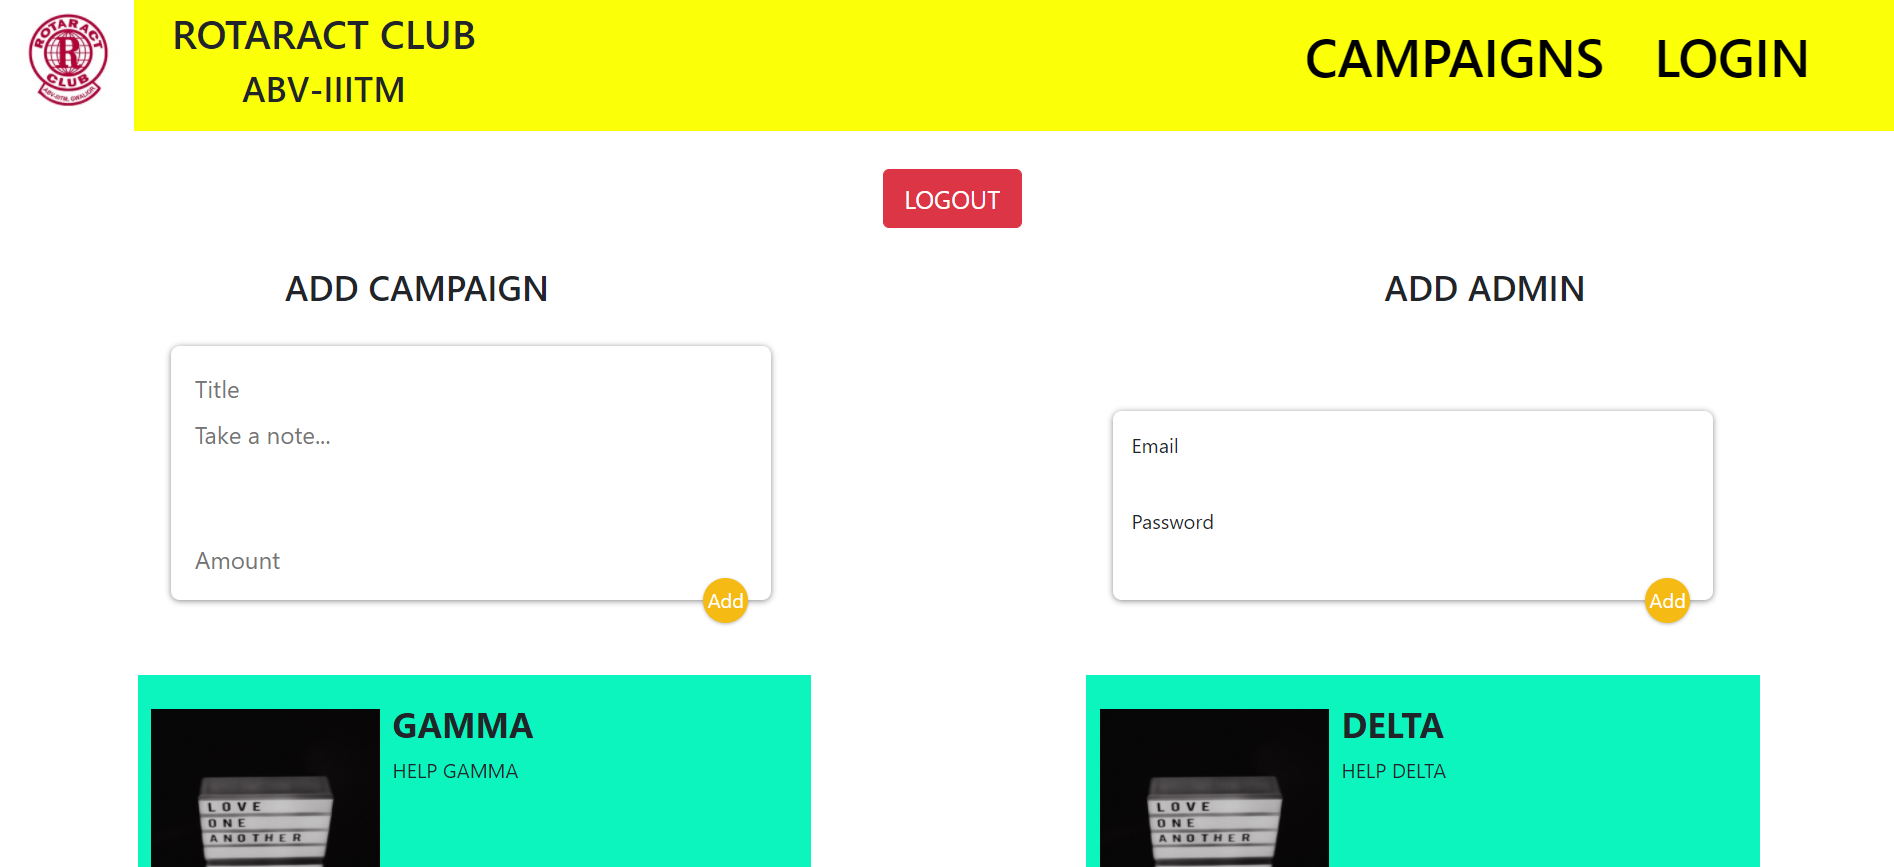 ROTARACT
R
CLUB
ABV-IIITM, GWALIOR
ROTARACT CLUB
ABV-IIITM
CAMPAIGNS LOGIN
LOGOUT
ADD CAMPAIGN
Title
Take a note...
Amount
Add
ADD ADMIN
Email
Password
Add
GAMMA
HELP GAMMA
LOVE
ONE
ANOTHER
DELTA
HELP DELTA
LOVE
ONE
ANOTHER